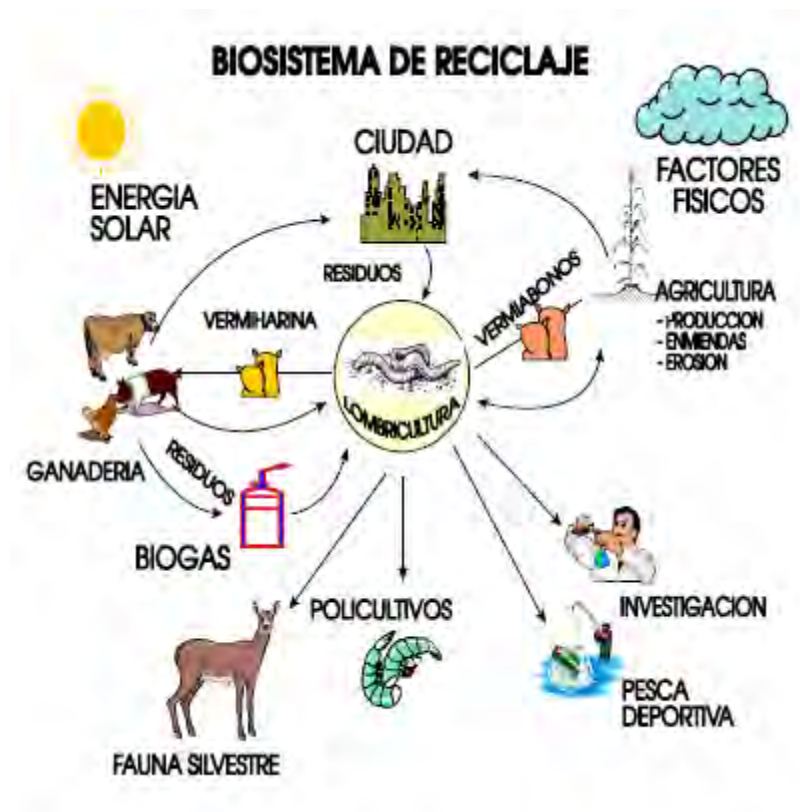 BIOSISTEMA DE RECICLAJE
CIUDAD
ENERGIA
SOLAR
FACTORES
FISICOS
RESIDUOS
VERMIHARINA
VERMIABONOS
AGRICULTURA
- PRODUCCION
- ENMIENDAS
- EROSION
LOMBRICULTURA
GANADERIA
RESIDUOS
BIOGAS
POLICULTIVOS
INVESTIGACION
PESCA
DEPORTIVA
FAUNA SILVESTRE